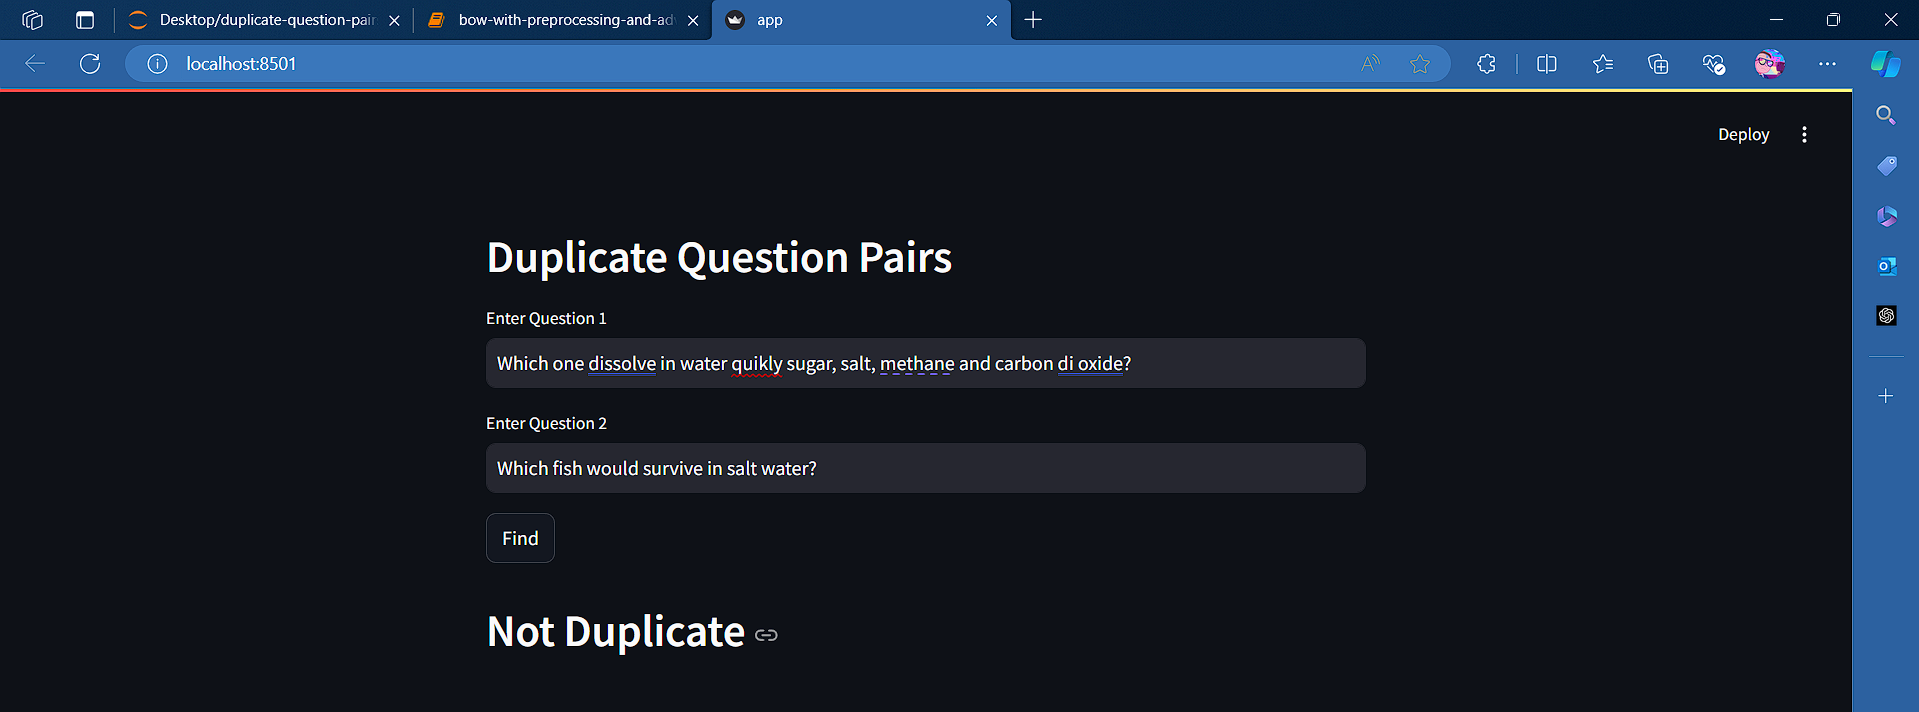 Desktop/duplicate-question-pair
bow-with-preprocessing-and-adv
app
localhost:8501
Deploy
Duplicate Question Pairs
Enter Question 1
Which one dissolve in water quikly sugar, salt, methane and carbon di oxide?
Enter Question 2
Which fish would survive in salt water?
Find
Not Duplicate